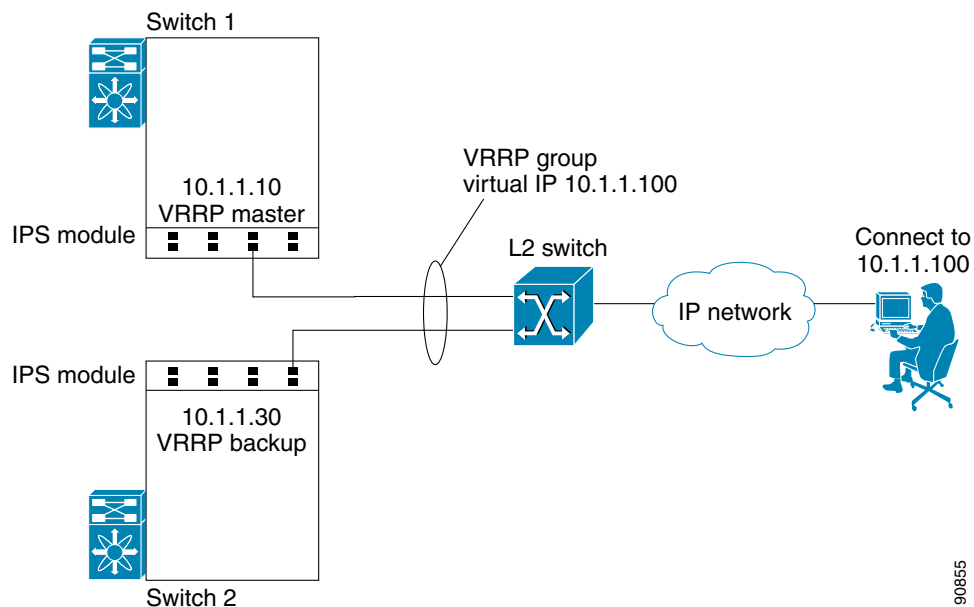 Switch 1
10.1.1.10
VRRP master
IPS module
VRRP group
virtual IP 10.1.1.100
L2 switch
IP network
Connect to
10.1.1.100
IPS module
10.1.1.30
VRRP backup
Switch 2
90855